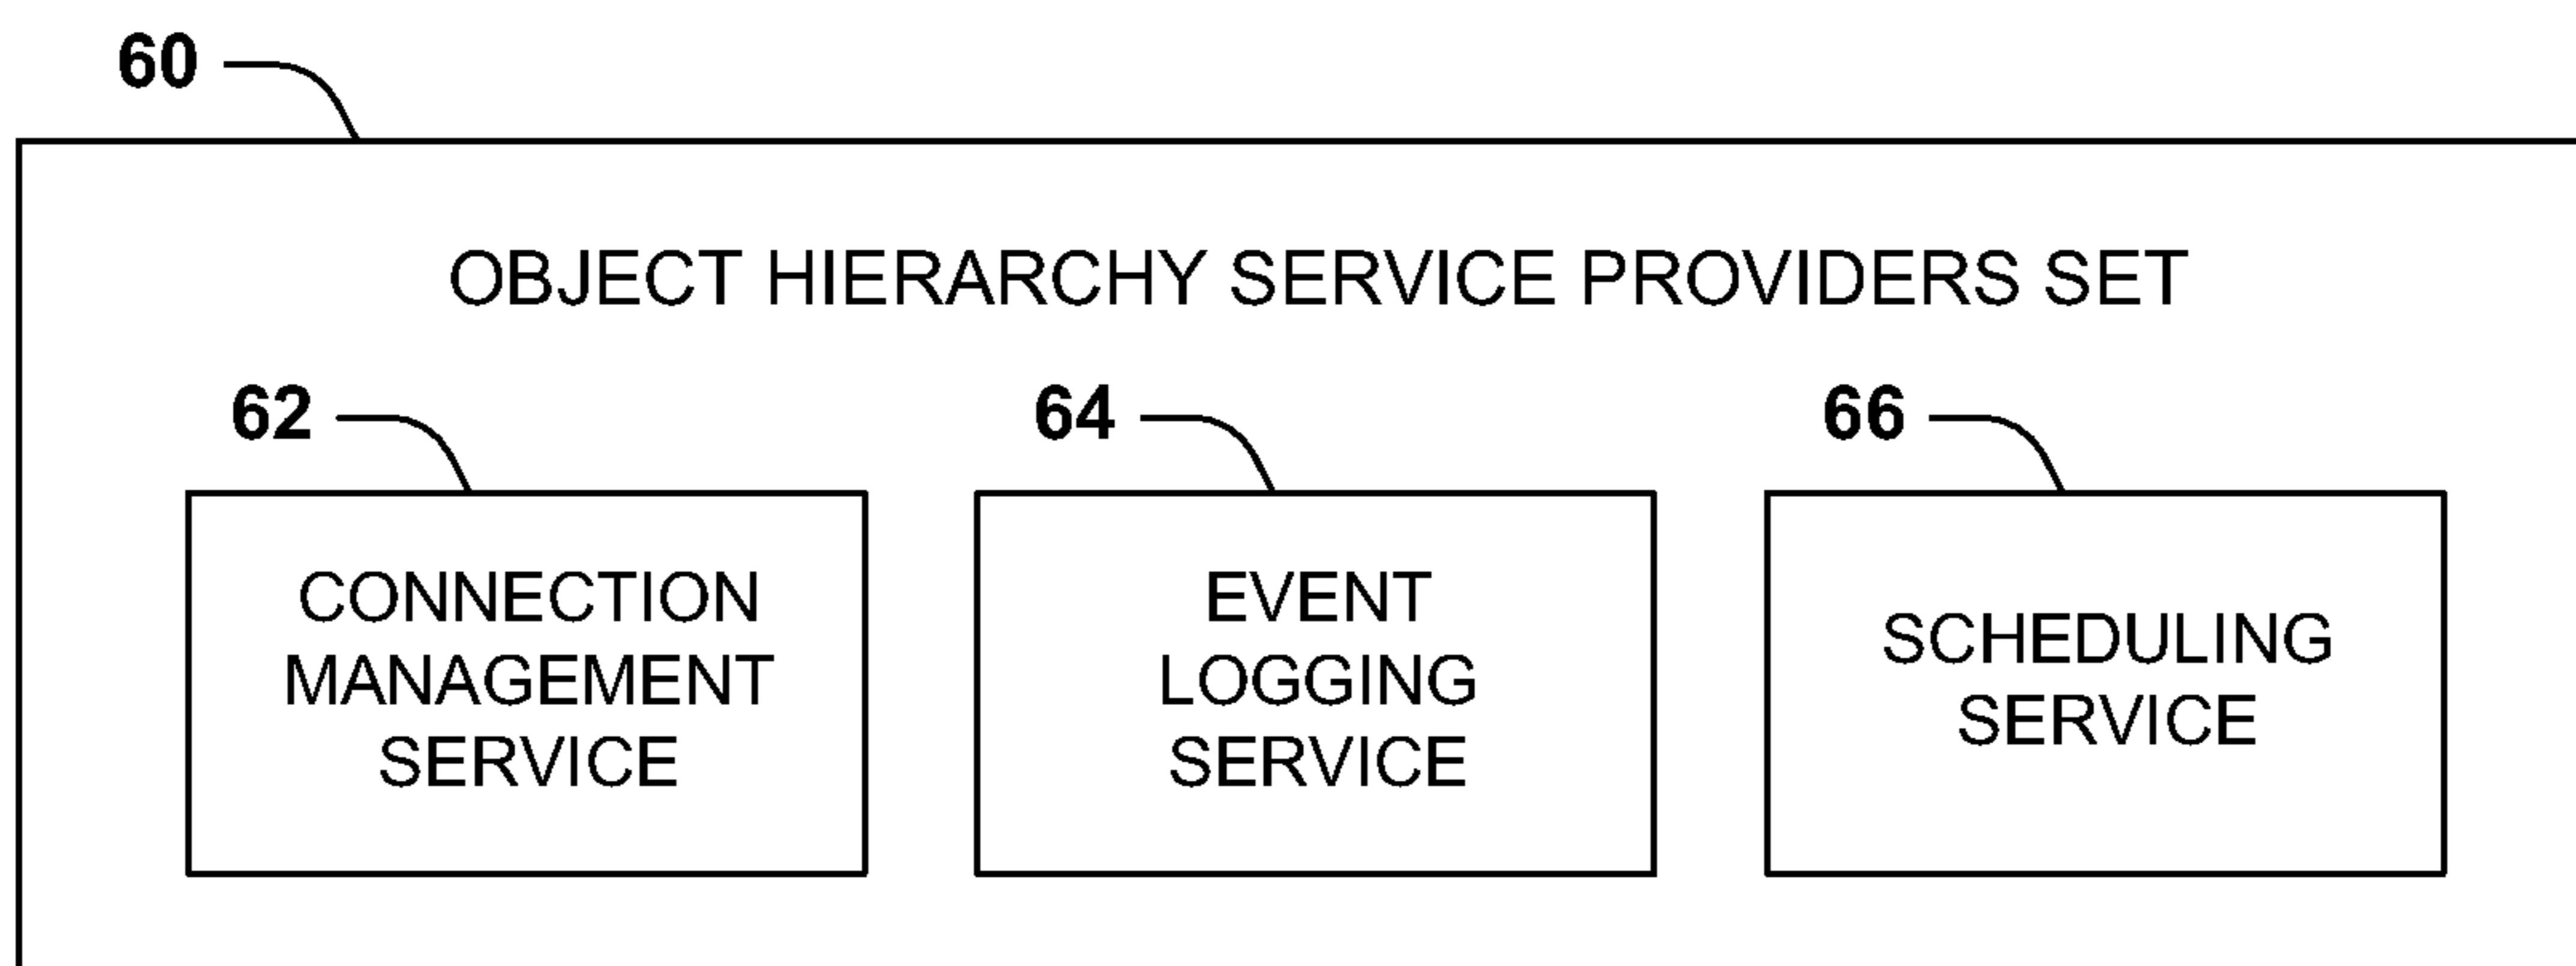 60
OBJECT HIERARCHY SERVICE PROVIDERS SET
62
64
66
CONNECTION
MANAGEMENT
SERVICE
EVENT
LOGGING
SERVICE
SCHEDULING
SERVICE